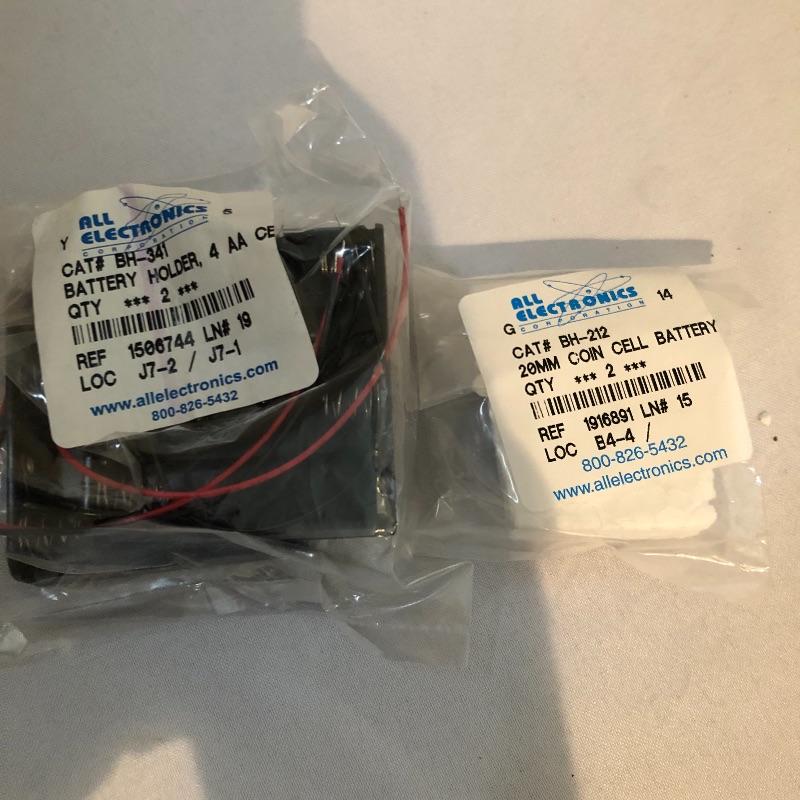 ALL
Y ELECTRONICS s
CORPORATION
CAT# BH-341
BATTERY HOLDER, 4 AA CE
QTY *** 2 ***
REF 1506744 LN# 19
LOC J7-2 / J7-1
www.allelectronics.com
800-826-5432
ALL
ELECTRONICS 14
G CORPORATION
CAT# BH-212
20MM COIN CELL BATTERY
QTY *** 2 ***
REF 1916891 LN# 15
LOC B4-4 /
800-826-5432
www.allelectronics.com